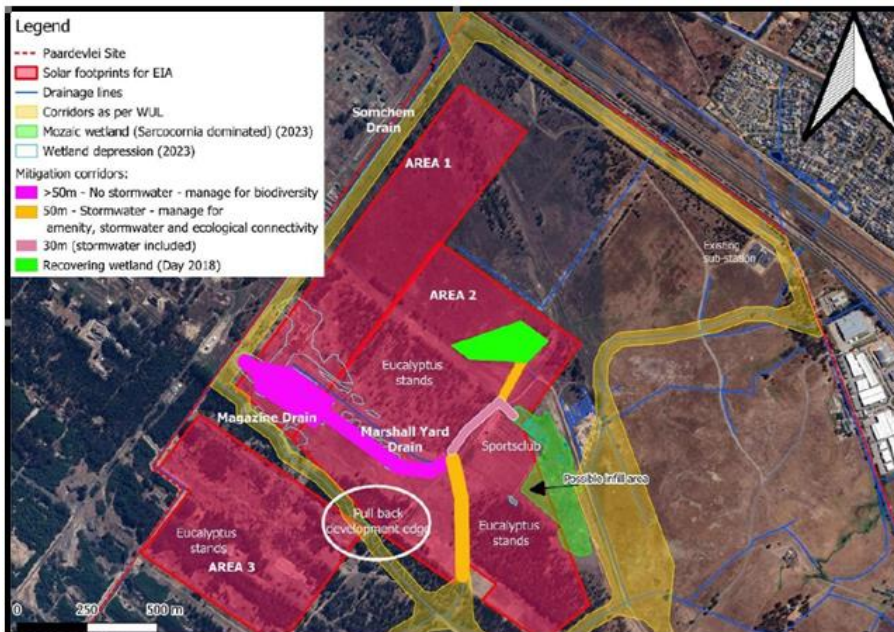 Legend
Paardevlei Site
Solar footprints for EIA
Drainage lines
Corridors as per WUL
Mozaic wetland (Sarcocornia dominated) (2023)
Wetland depression (2023)
Mitigation corridors:
>50m - No stormwater - manage for biodiversity
50m - Stormwater - manage for
amenity, stormwater and ecological connectivity
30m (stormwater included)
Recovering wetland (Day 2018)
Somchem
Drain
AREA 1
Existing
sub-station
AREA 2
Eucalyptus
stands
Magazine Drain
Marshall Yard
Drain
Sportsclub
Possible infill area
Pull back
development edge
Eucalyptus
stands
Eucalyptus
stands
AREA 3
0 250 500 m